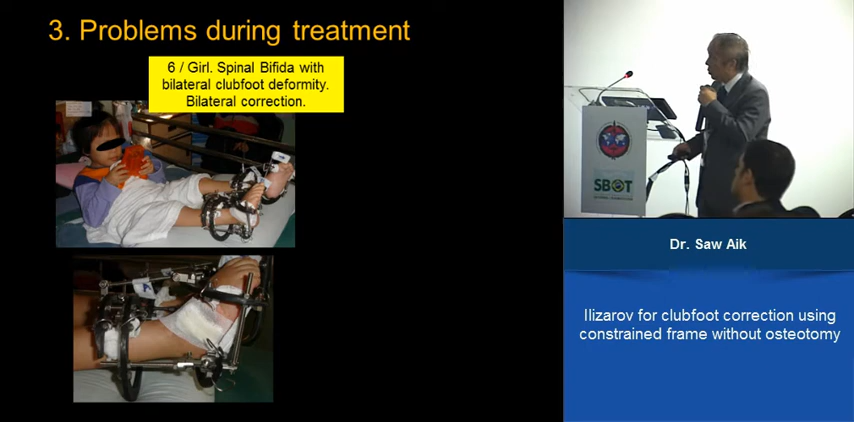 3. Problems during treatment
6 / Girl. Spinal Bifida with
bilateral clubfoot deformity.
Bilateral correction.
SBOT
Dr. Saw Aik
Ilizarov for clubfoot correction using
constrained frame without osteotomy